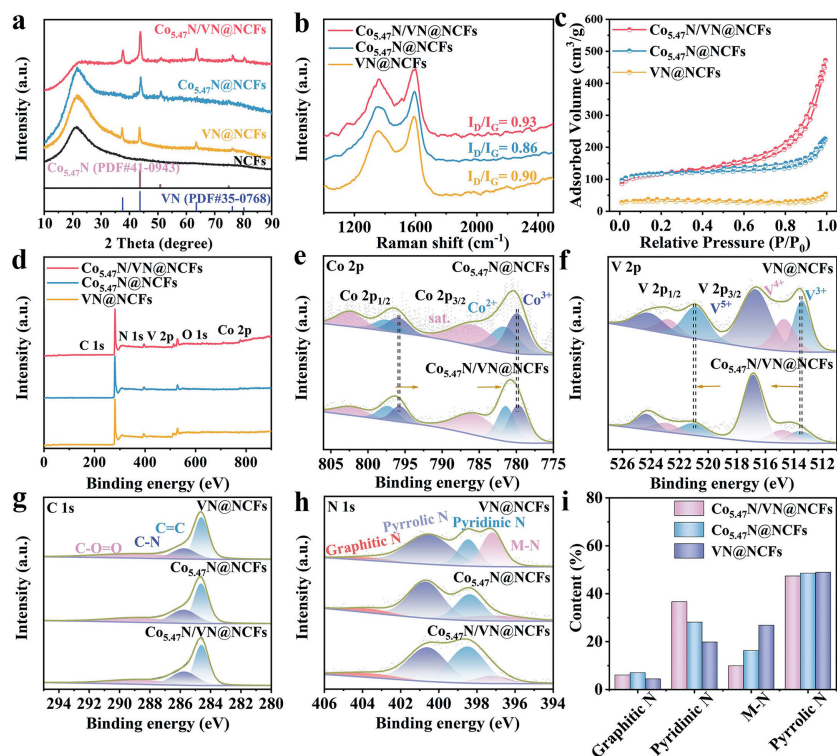 a
Co5.47N/VN@NCFs
Co5.47N@NCFs
VN@NCFs
NCFs
Co5.47N (PDF#41-0943)
VN (PDF#35-0768)
Intensity (a.u.)
10 20 30 40 50 60 70 80 90
2 Theta (degree)
b
Co5.47N/VN@NCFs
Co5.47N@NCFs
VN@NCFs
ID/IG= 0.93
ID/IG= 0.86
ID/IG= 0.90
Intensity (a.u.)
1200 1600 2000 2400
Raman shift (cm-1)
c
Co5.47N/VN@NCFs
Co5.47N@NCFs
VN@NCFs
Adsorbed Volume (cm3/g)
600
500
400
300
200
100
0
0.0 0.2 0.4 0.6 0.8 1.0
Relative Pressure (P/P0)
d
Co5.47N/VN@NCFs
Co5.47N@NCFs
VN@NCFs
C 1s
N 1s
V 2p
O 1s
Co 2p
Intensity (a.u.)
0 200 400 600 800
Binding energy (eV)
e
Co 2p
Co5.47N@NCFs
Co 2p1/2
Co 2p3/2
sat.
Co2+
Co3+
Co5.47N/VN@NCFs
Intensity (a.u.)
805 800 795 790 785 780 775
Binding energy (eV)
f
V 2p
VN@NCFs
V 2p1/2
V 2p3/2
V5+
V4+
V3+
Co5.47N/VN@NCFs
Intensity (a.u.)
526 524 521 520 518 516 514 512
Binding energy (eV)
g
C 1s
VN@NCFs
C=C
C-N
C-O=O
Co5.47N@NCFs
Co5.47N/VN@NCFs
Intensity (a.u.)
294 292 290 288 286 284 282 280
Binding energy (eV)
h
N 1s
VN@NCFs
Pyrrolic N
Pyridinic N
Graphitic N
M-N
Co5.47N@NCFs
Co5.47N/VN@NCFs
Intensity (a.u.)
406 404 402 400 398 396 394
Binding energy (eV)
i
Co5.47N/VN@NCFs
Co5.47N@NCFs
VN@NCFs
Content (%)
80
60
40
20
0
Graphitic N
Pyridinic N
M-N
Pyrrolic N